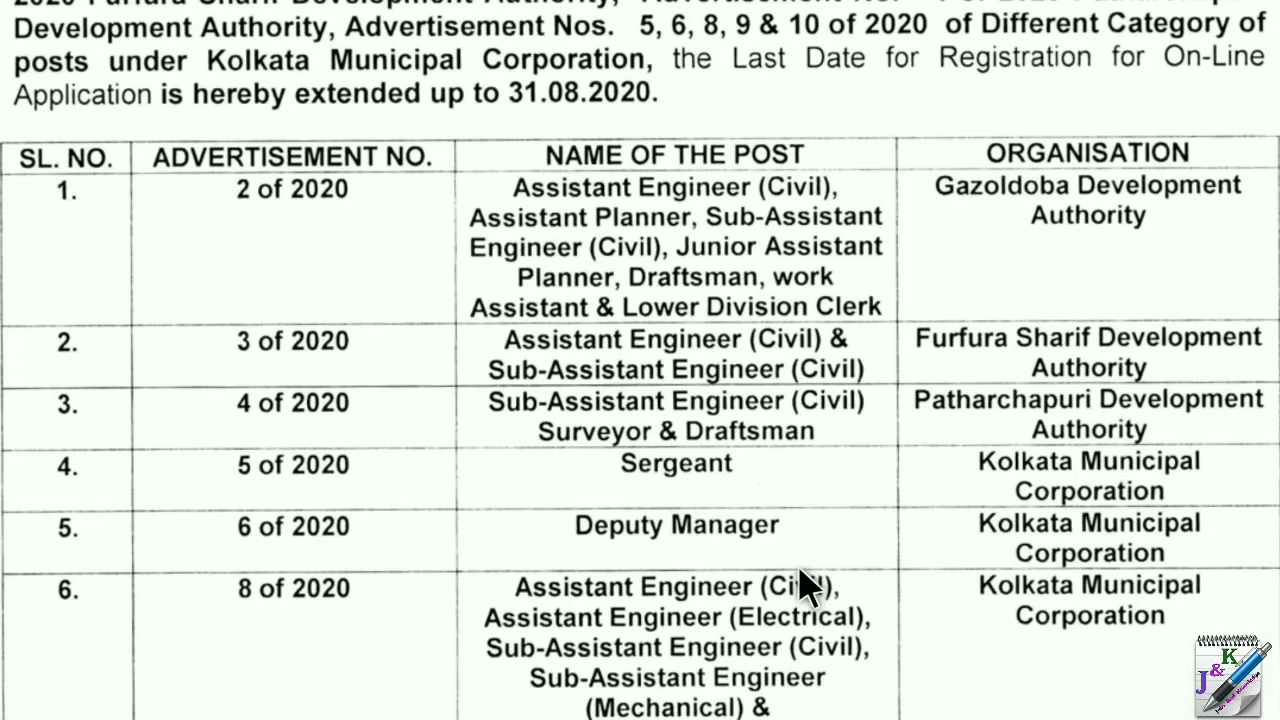 Development Authority, Advertisement Nos. 5, 6, 8, 9 & 10 of 2020 of Different Category of
posts under Kolkata Municipal Corporation, the Last Date for Registration for On-Line
Application is hereby extended up to 31.08.2020.
SL. NO. ADVERTISEMENT NO. NAME OF THE POST ORGANISATION
1. 2 of 2020 Assistant Engineer (Civil), Gazoldoba Development
Assistant Planner, Sub-Assistant Authority
Engineer (Civil), Junior Assistant
Planner, Draftsman, work
Assistant & Lower Division Clerk
2. 3 of 2020 Assistant Engineer (Civil) & Furfura Sharif Development
Sub-Assistant Engineer (Civil) Authority
3. 4 of 2020 Sub-Assistant Engineer (Civil) Patharchapuri Development
Surveyor & Draftsman Authority
4. 5 of 2020 Sergeant Kolkata Municipal
Corporation
5. 6 of 2020 Deputy Manager Kolkata Municipal
Corporation
6. 8 of 2020 Assistant Engineer (Civil), Kolkata Municipal
Assistant Engineer (Electrical), Corporation
Sub-Assistant Engineer (Civil),
Sub-Assistant Engineer
(Mechanical) &
J&K